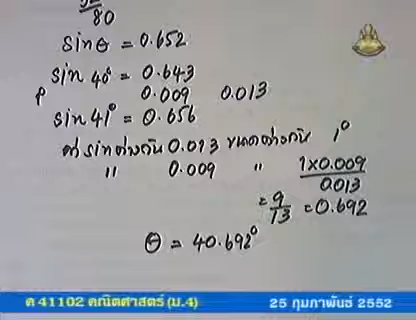 80
sinθ = 0.652
sin 40° = 0.643
0.009 0.013
sin 41° = 0.656
ค่า sin ต่างกัน 0.013 ขนาดต่างกัน 1°
" 0.009 " 1×0.009
0.013
= 9/13 = 0.692
θ = 40.692°
ค 41102 คณิตศาสตร์ (ม.4) 25 กุมภาพันธ์ 2552